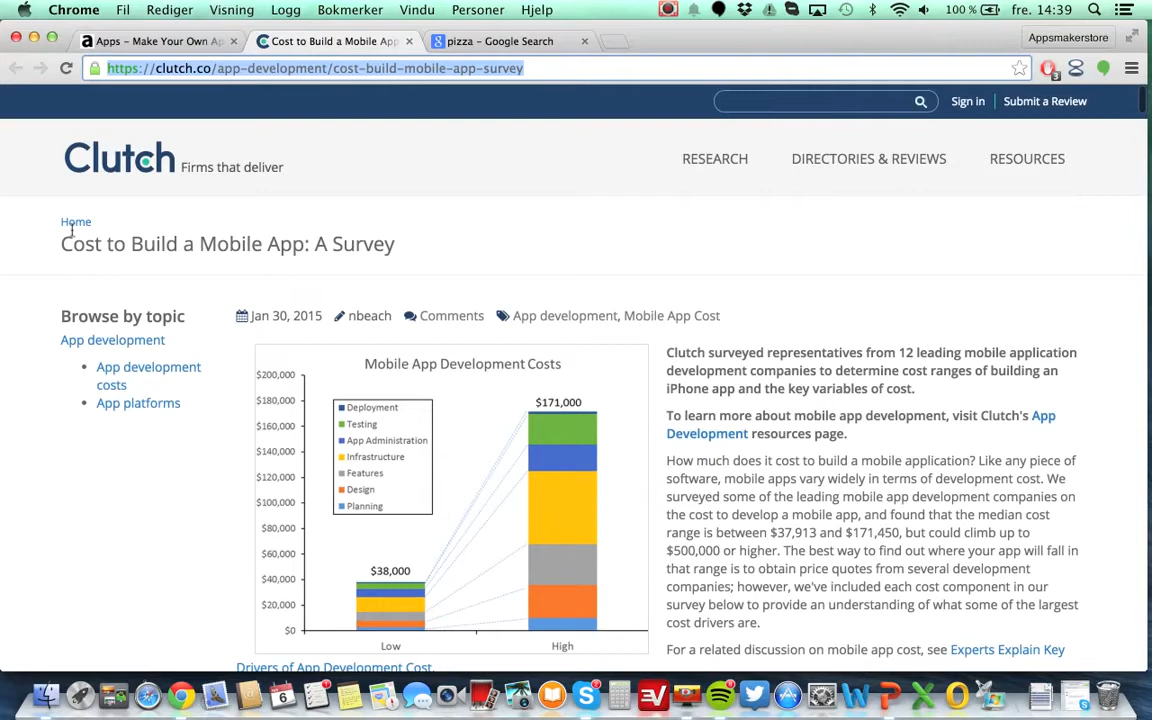 Chrome Fil Rediger Visning Logg Bokmerker Vindu Personer Hjelp 100 % fre. 14:39
Apps – Make Your Own Ap
Cost to Build a Mobile App
pizza – Google Search
Appsmakerstore
https://clutch.co/app-development/cost-build-mobile-app-survey
3
Sign in
Submit a Review
Clutch Firms that deliver
RESEARCH
DIRECTORIES & REVIEWS
RESOURCES
Home
Cost to Build a Mobile App: A Survey
Browse by topic
App development
App development
costs
App platforms
Jan 30, 2015 nbeach Comments App development, Mobile App Cost
Mobile App Development Costs
$200,000
$180,000
$160,000
$140,000
$120,000
$100,000
$80,000
$60,000
$40,000
$20,000
$0
Deployment
Testing
App Administration
Infrastructure
Features
Design
Planning
$38,000
$171,000
Low
High
Drivers of App Development Cost.
Clutch surveyed representatives from 12 leading mobile application
development companies to determine cost ranges of building an
iPhone app and the key variables of cost.
To learn more about mobile app development, visit Clutch's App
Development resources page.
How much does it cost to build a mobile application? Like any piece of
software, mobile apps vary widely in terms of development cost. We
surveyed some of the leading mobile app development companies on
the cost to develop a mobile app, and found that the median cost
range is between $37,913 and $171,450, but could climb up to
$500,000 or higher. The best way to find out where your app will fall in
that range is to obtain price quotes from several development
companies; however, we've included each cost component in our
survey below to provide an understanding of what some of the largest
cost drivers are.
For a related discussion on mobile app cost, see Experts Explain Key